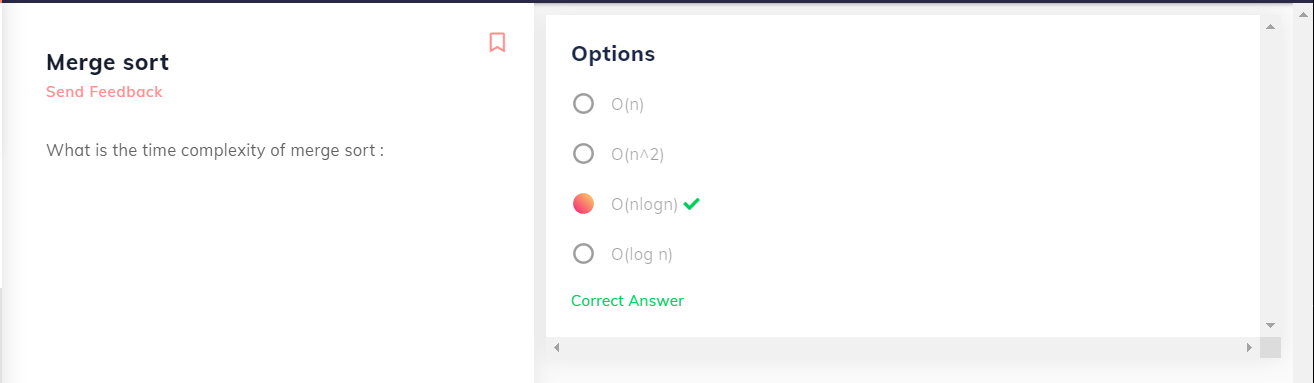 Merge sort
Send Feedback
What is the time complexity of merge sort :
Options
O(n)
O(n^2)
O(nlogn)
O(log n)
Correct Answer